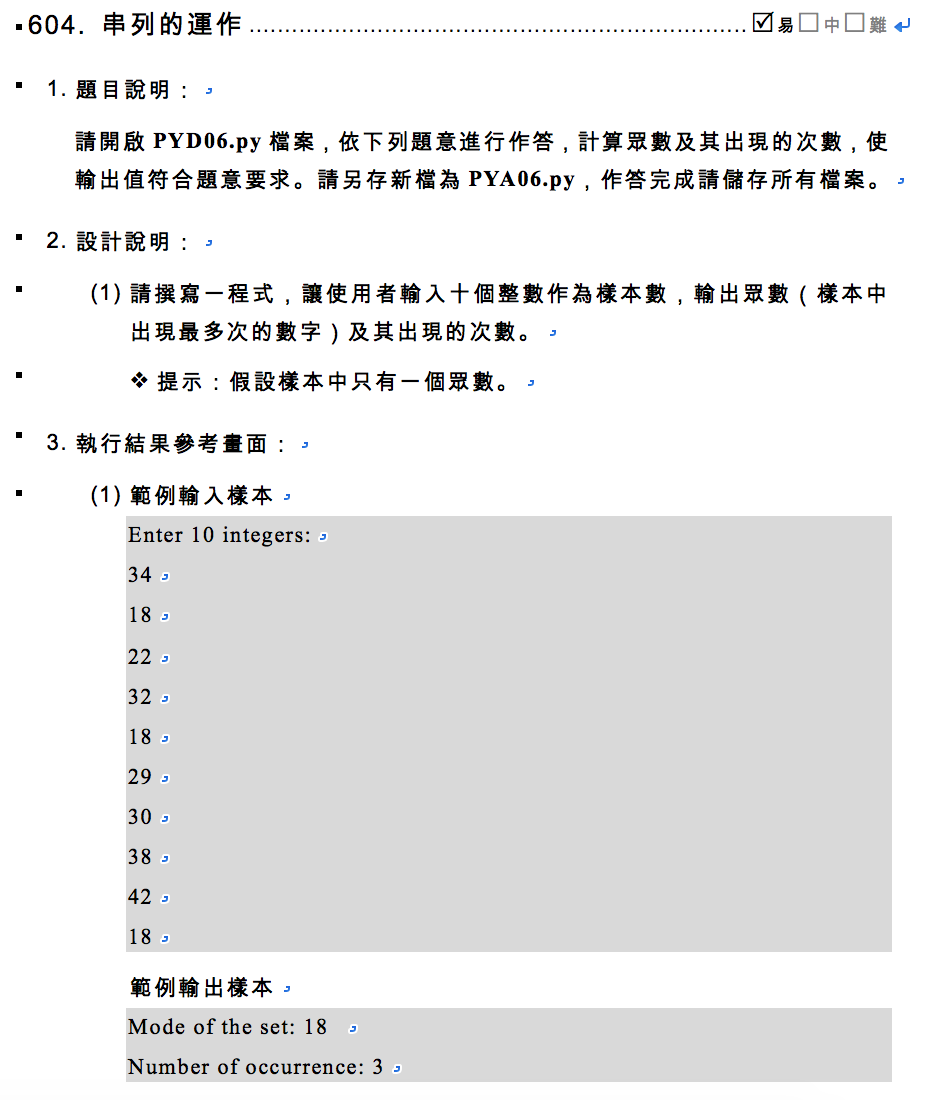 604. 串列的運作 ☑易☐中☐難
1. 題目說明：
請開啟 PYD06.py 檔案，依下列題意進行作答，計算眾數及其出現的次數，使
輸出值符合題意要求。請另存新檔為 PYA06.py，作答完成請儲存所有檔案。
2. 設計說明：
(1) 請撰寫一程式，讓使用者輸入十個整數作為樣本數，輸出眾數（樣本中
出現最多次的數字）及其出現的次數。
❖ 提示：假設樣本中只有一個眾數。
3. 執行結果參考畫面：
(1) 範例輸入樣本
Enter 10 integers:
34
18
22
32
18
29
30
38
42
18
範例輸出樣本
Mode of the set: 18
Number of occurrence: 3